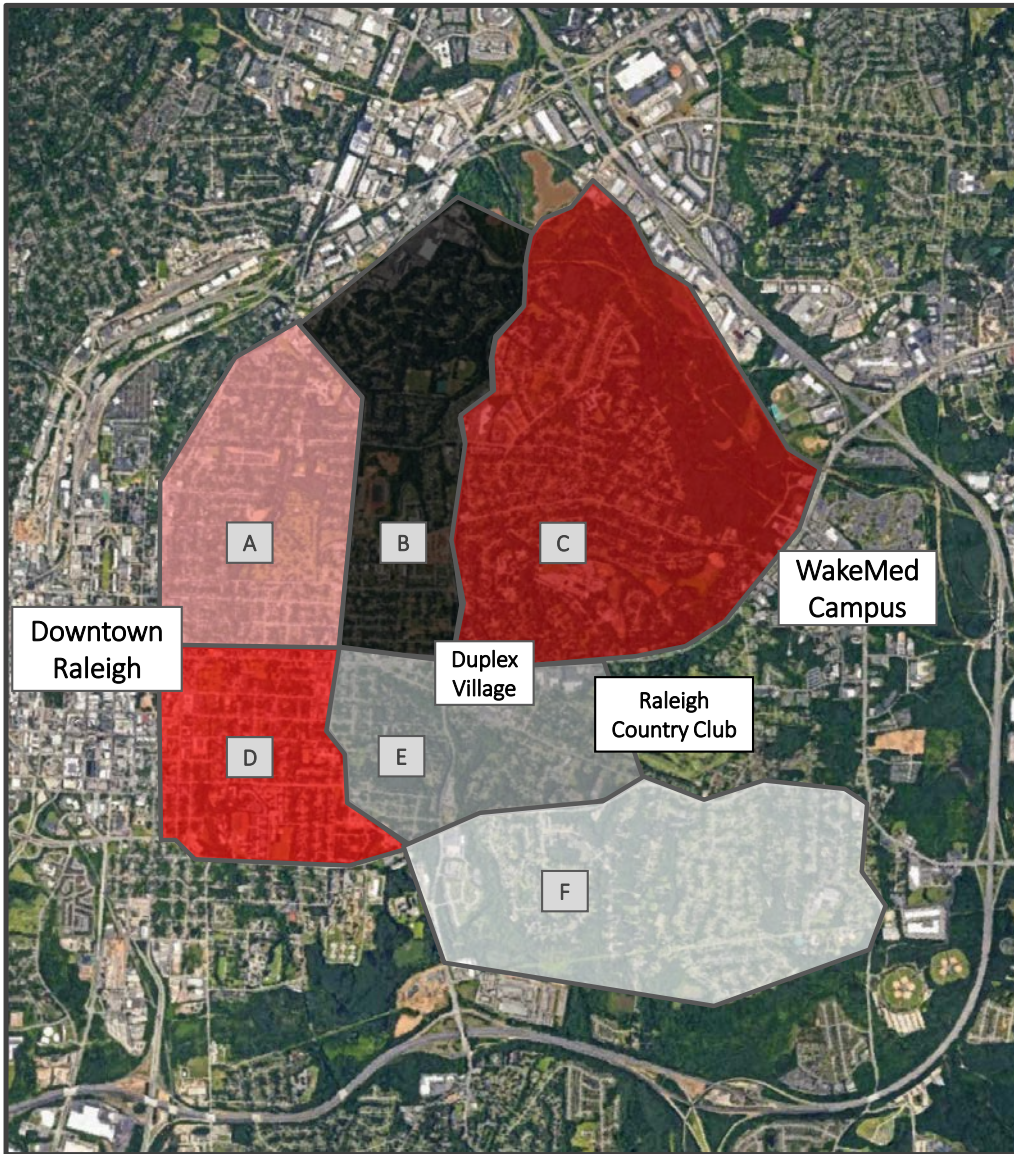 A
B
C
WakeMed
Campus
Downtown
Raleigh
Duplex
Village
Raleigh
Country Club
D
E
F